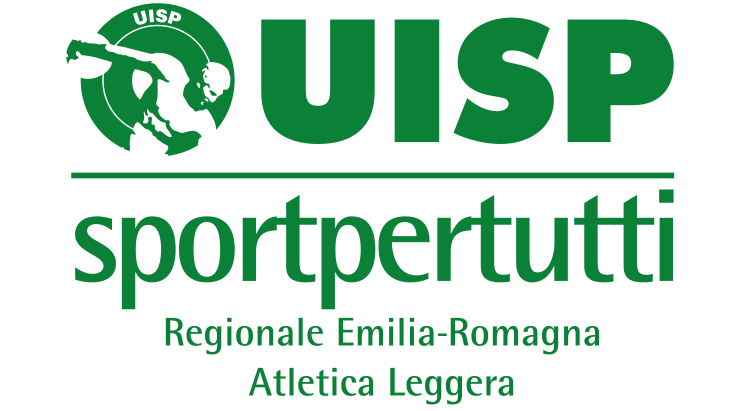 UISP
UISP
sportpertutti
Regionale Emilia-Romagna
Atletica Leggera